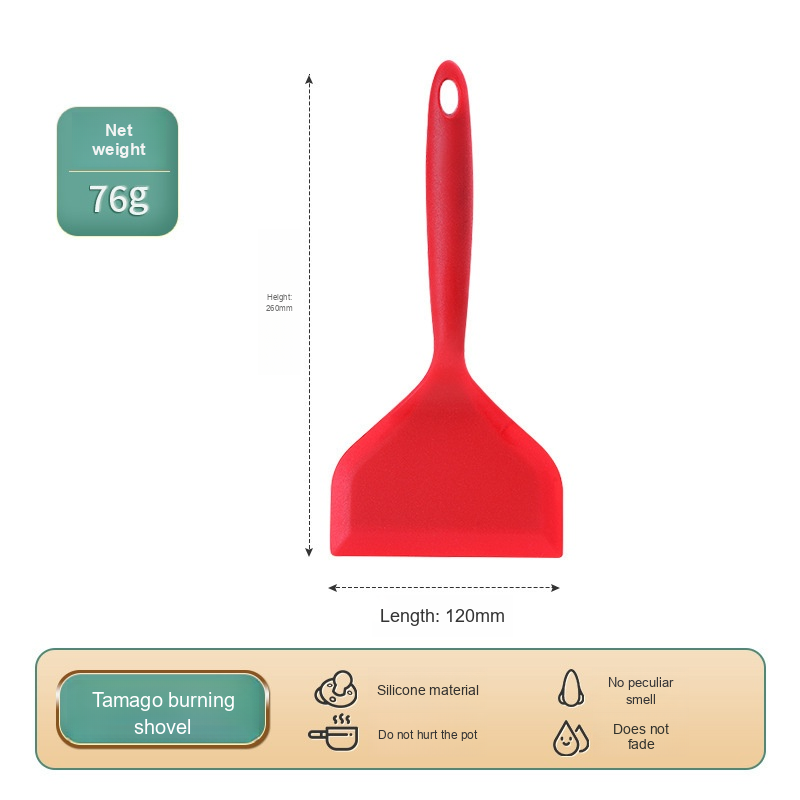 Net
weight
76g
Height:
260mm
Length: 120mm
Tamago burning
shovel
Silicone material
Do not hurt the pot
No peculiar
smell
Does not
fade